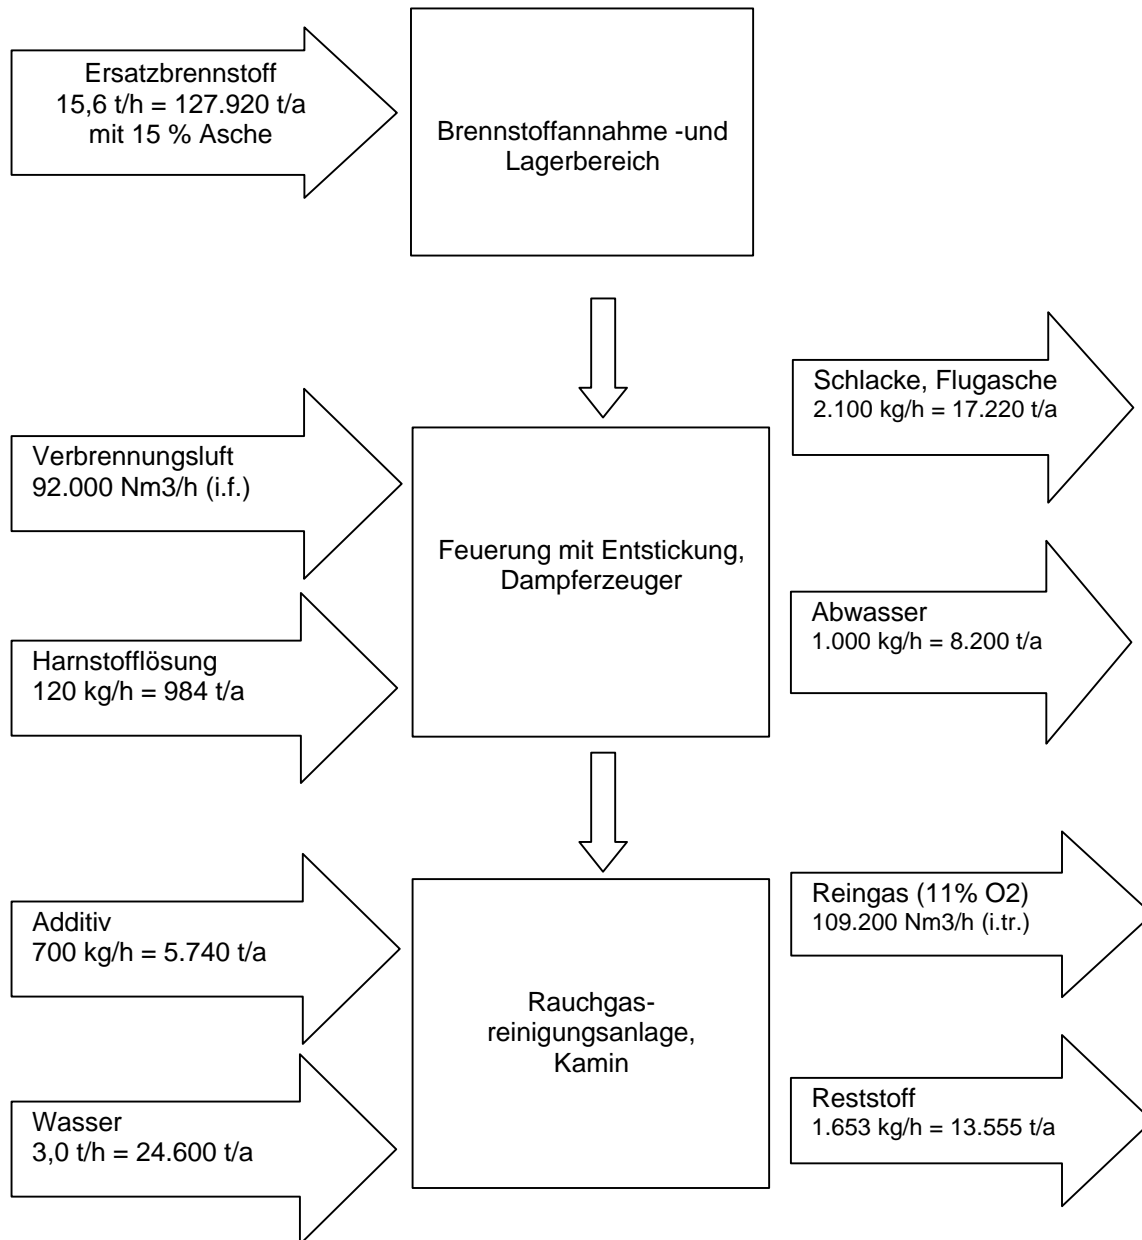 Ersatzbrennstoff
15,6 t/h = 127.920 t/a
mit 15 % Asche
Brennstoffannahme -und
Lagerbereich
Verbrennungsluft
92.000 Nm3/h (i.f.)
Harnstofflösung
120 kg/h = 984 t/a
Feuerung mit Entstickung,
Dampferzeuger
Schlacke, Flugasche
2.100 kg/h = 17.220 t/a
Abwasser
1.000 kg/h = 8.200 t/a
Additiv
700 kg/h = 5.740 t/a
Wasser
3,0 t/h = 24.600 t/a
Rauchgas-
reinigungsanlage,
Kamin
Reingas (11% O2)
109.200 Nm3/h (i.tr.)
Reststoff
1.653 kg/h = 13.555 t/a